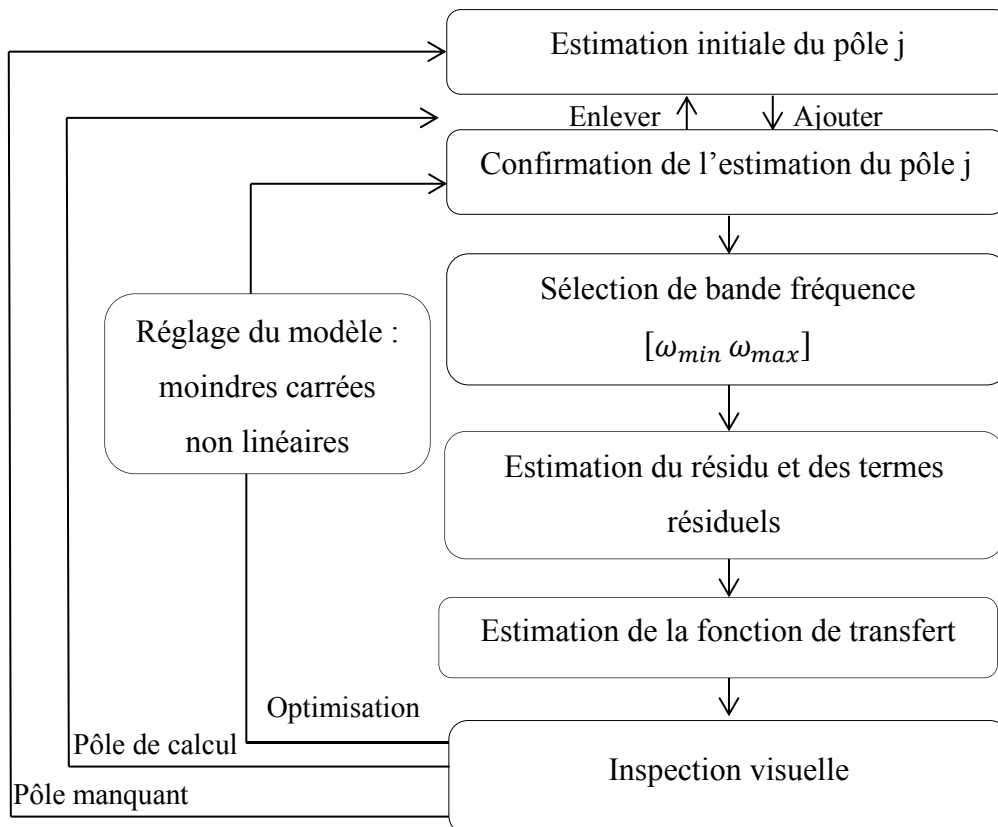 Estimation initiale du pôle j
Enlever
Ajouter
Confirmation de l’estimation du pôle j
Sélection de bande fréquence
[ω_min ω_max]
Réglage du modèle :
moindres carrées
non linéaires
Estimation du résidu et des termes
résiduels
Estimation de la fonction de transfert
Optimisation
Pôle de calcul
Pôle manquant
Inspection visuelle